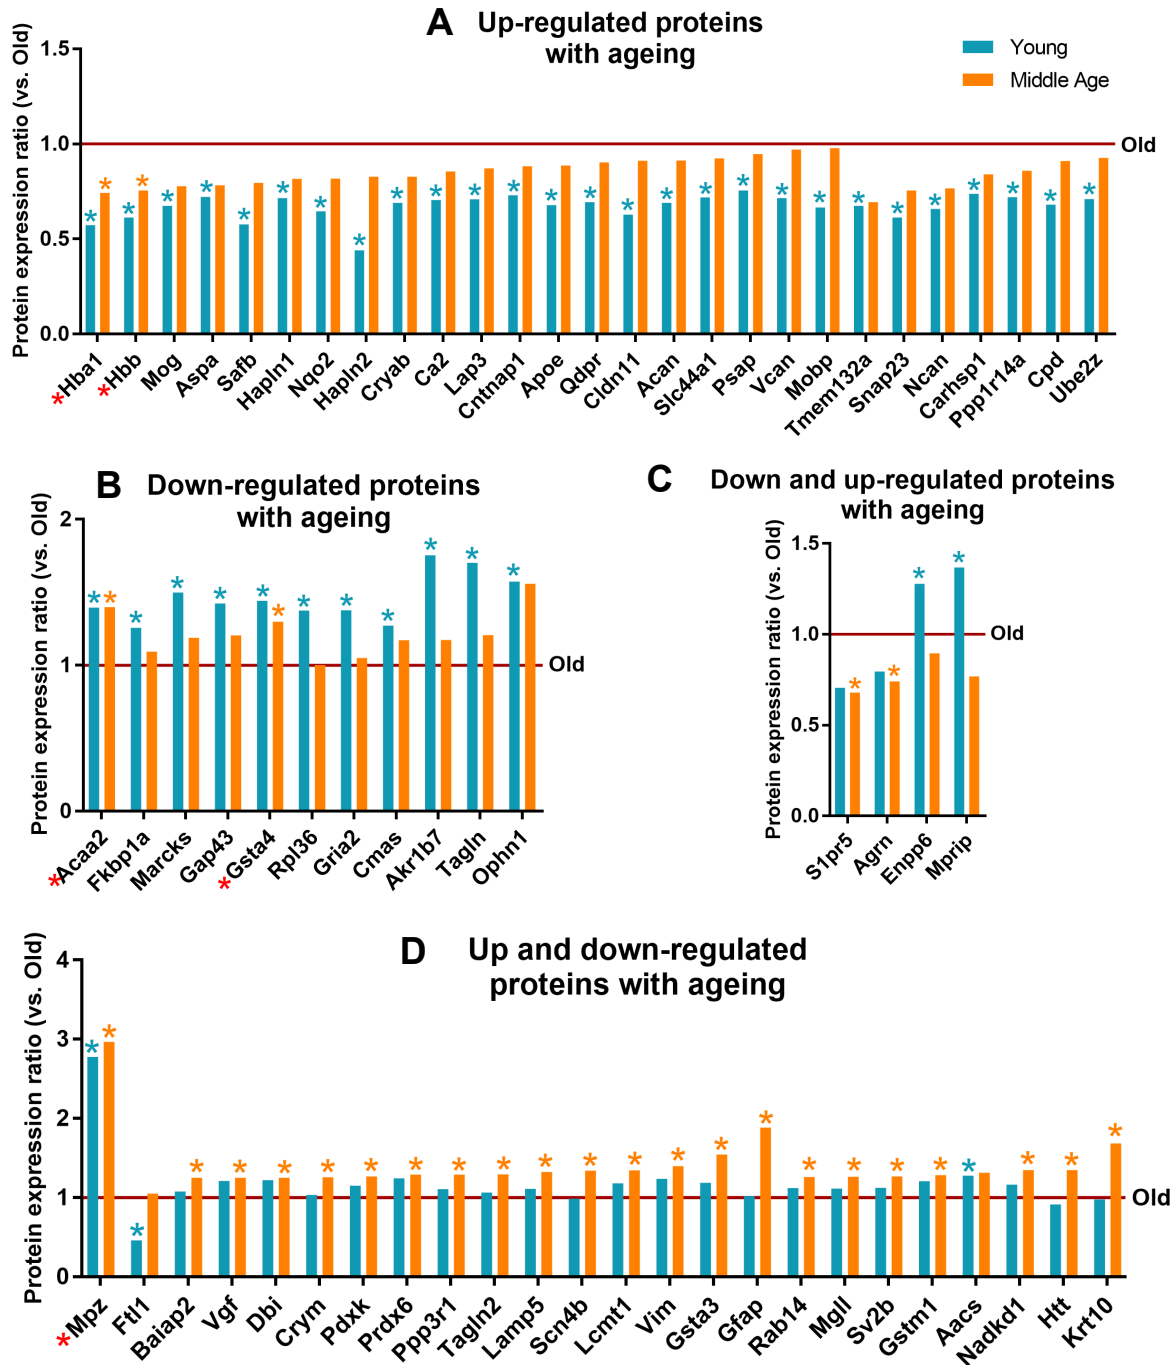 A
Up-regulated proteins
with ageing
Young
Middle Age
Protein expression ratio (vs. Old)
1.5
1.0
0.5
0.0
Old
*Hba1
*Hbb
Mog
Aspa
Safb
Hapln1
Nqo2
Hapln2
Cryab
Ca2
Lap3
Cntnap1
Apoe
Qdpr
Cldn11
Acan
Slc44a1
Psap
Vcan
Mobp
Tmem132a
Snap23
Ncan
Carhsp1
Ppp1r14a
Cpd
Ube2z
B
Down-regulated proteins
with ageing
Protein expression ratio (vs. Old)
2
1
0
Old
*Acaa2
Fkbp1a
Marcks
Gap43
*Gsta4
Rpl36
Gria2
Cmas
Akr1b7
Tagln
Ophn1
C
Down and up-regulated proteins
with ageing
Protein expression ratio (vs. Old)
1.5
1.0
0.5
0.0
Old
S1pr5
Agrn
Enpp6
Mprip
D
Up and down-regulated
proteins with ageing
Protein expression ratio (vs. Old)
4
3
2
1
0
Old
*Mpz
Ftl1
Baiap2
Vgf
Dbi
Crym
Pdxk
Prdx6
Ppp3r1
Tagln2
Lamp5
Scn4b
Lcmt1
Vim
Gsta3
Gfap
Rab14
Mgll
Sv2b
Gstm1
Aacs
Nadkd1
Htt
Krt10